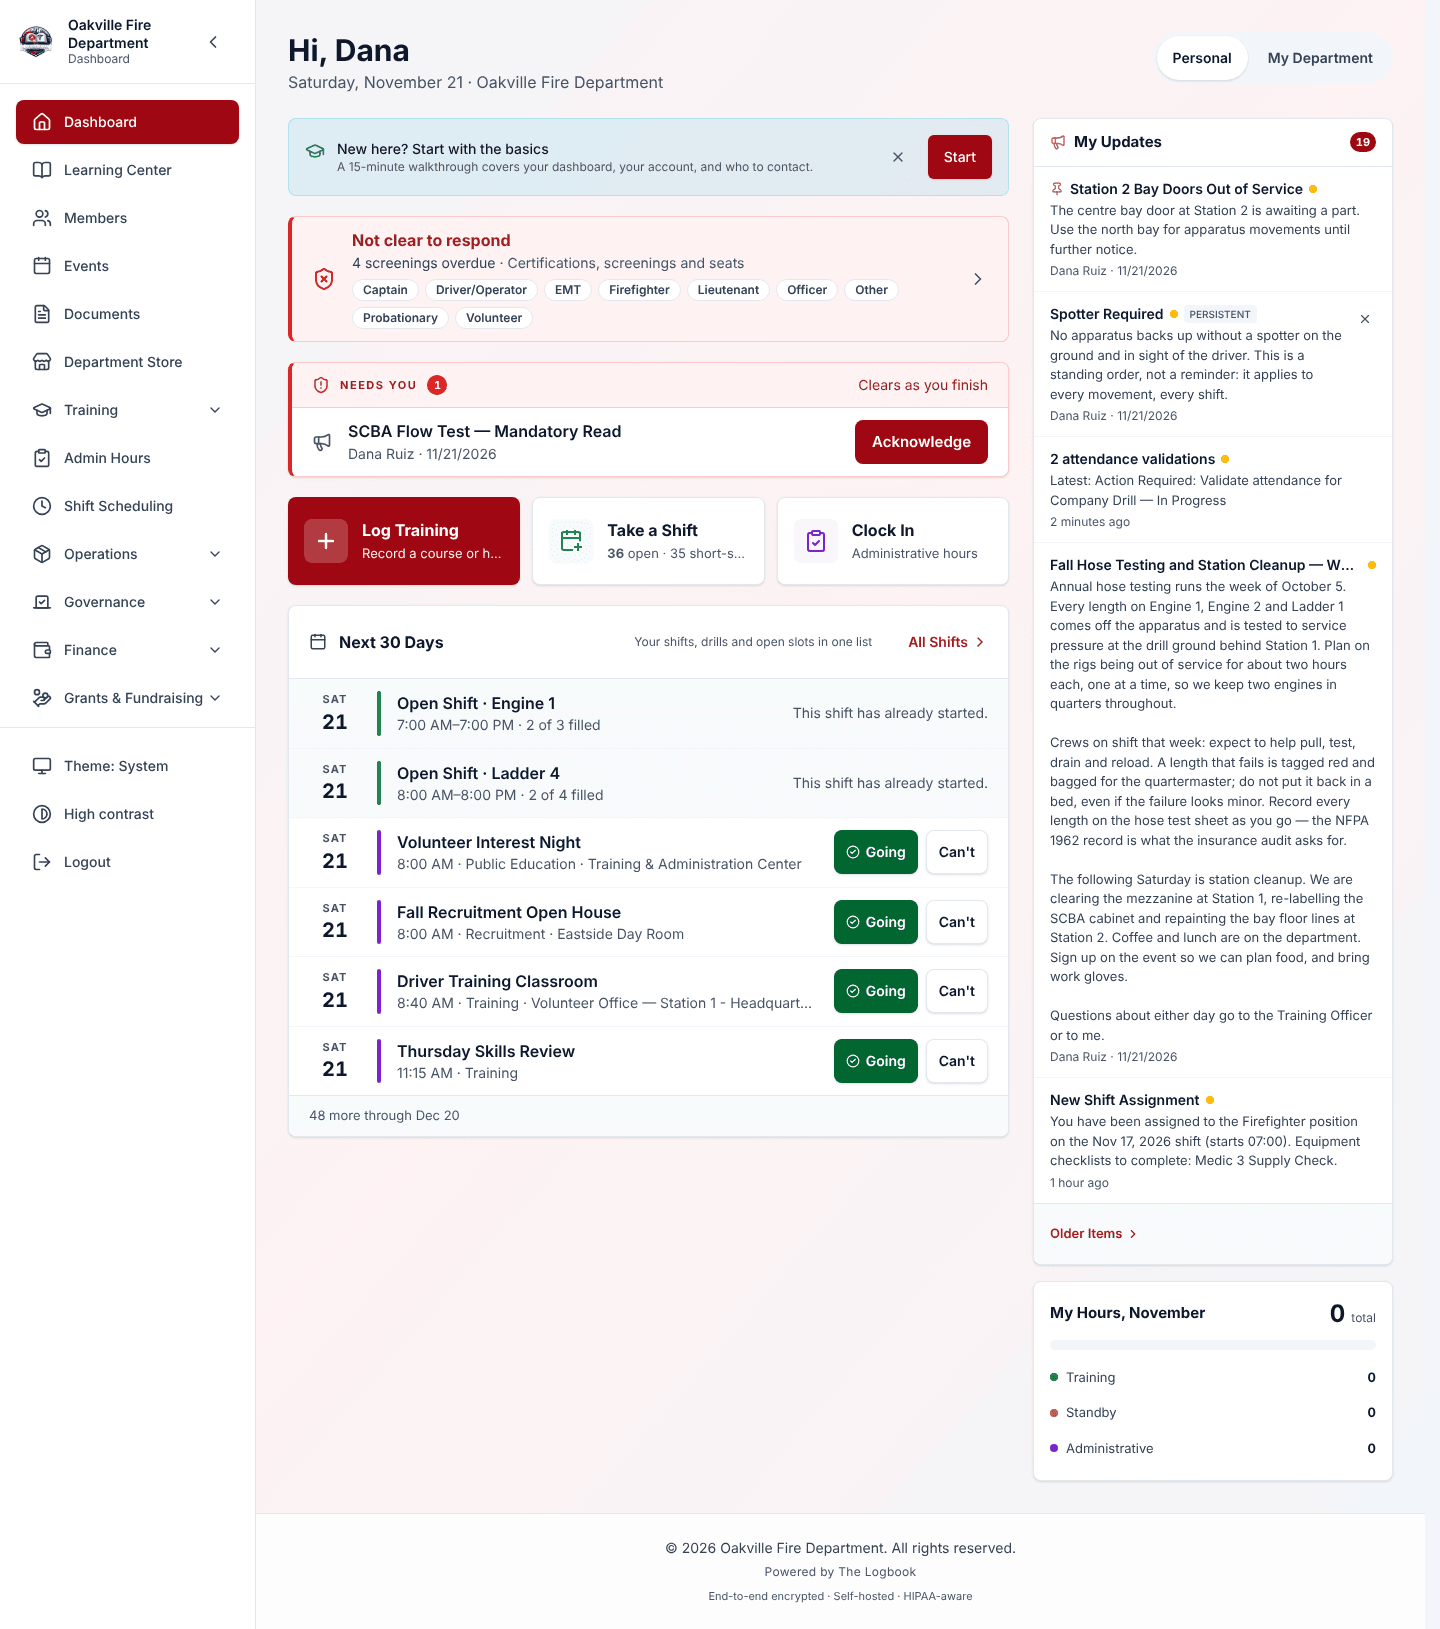 Oakville Fire
Department
Dashboard
Dashboard
Learning Center
Members
Events
Documents
Department Store
Training
Admin Hours
Shift Scheduling
Operations
Governance
Finance
Grants & Fundraising
Theme: System
High contrast
Logout
Hi, Dana
Saturday, November 21 · Oakville Fire Department
Personal
My Department
New here? Start with the basics
A 15-minute walkthrough covers your dashboard, your account, and who to contact.
Start
Not clear to respond
4 screenings overdue · Certifications, screenings and seats
Captain Driver/Operator EMT Firefighter Lieutenant Officer Other
Probationary Volunteer
NEEDS YOU 1
Clears as you finish
SCBA Flow Test — Mandatory Read
Dana Ruiz · 11/21/2026
Acknowledge
Log Training
Record a course or h...
Take a Shift
36 open · 35 short-s...
Clock In
Administrative hours
Next 30 Days
Your shifts, drills and open slots in one list
All Shifts
SAT
21
Open Shift · Engine 1
7:00 AM–7:00 PM · 2 of 3 filled
This shift has already started.
SAT
21
Open Shift · Ladder 4
8:00 AM–8:00 PM · 2 of 4 filled
This shift has already started.
SAT
21
Volunteer Interest Night
8:00 AM · Public Education · Training & Administration Center
Going
Can't
SAT
21
Fall Recruitment Open House
8:00 AM · Recruitment · Eastside Day Room
Going
Can't
SAT
21
Driver Training Classroom
8:40 AM · Training · Volunteer Office — Station 1 - Headquart...
Going
Can't
SAT
21
Thursday Skills Review
11:15 AM · Training
Going
Can't
48 more through Dec 20
My Updates
19
Station 2 Bay Doors Out of Service
The centre bay door at Station 2 is awaiting a part.
Use the north bay for apparatus movements until
further notice.
Dana Ruiz · 11/21/2026
Spotter Required PERSISTENT
No apparatus backs up without a spotter on the
ground and in sight of the driver. This is a
standing order, not a reminder: it applies to
every movement, every shift.
Dana Ruiz · 11/21/2026
2 attendance validations
Latest: Action Required: Validate attendance for
Company Drill — In Progress
2 minutes ago
Fall Hose Testing and Station Cleanup — W...
Annual hose testing runs the week of October 5.
Every length on Engine 1, Engine 2 and Ladder 1
comes off the apparatus and is tested to service
pressure at the drill ground behind Station 1. Plan on
the rigs being out of service for about two hours
each, one at a time, so we keep two engines in
quarters throughout.
Crews on shift that week: expect to help pull, test,
drain and reload. A length that fails is tagged red and
bagged for the quartermaster; do not put it back in a
bed, even if the failure looks minor. Record every
length on the hose test sheet as you go — the NFPA
1962 record is what the insurance audit asks for.
The following Saturday is station cleanup. We are
clearing the mezzanine at Station 1, re-labelling the
SCBA cabinet and repainting the bay floor lines at
Station 2. Coffee and lunch are on the department.
Sign up on the event so we can plan food, and bring
work gloves.
Questions about either day go to the Training Officer
or to me.
Dana Ruiz · 11/21/2026
New Shift Assignment
You have been assigned to the Firefighter position
on the Nov 17, 2026 shift (starts 07:00). Equipment
checklists to complete: Medic 3 Supply Check.
1 hour ago
Older Items
My Hours, November
0 total
Training 0
Standby 0
Administrative 0
© 2026 Oakville Fire Department. All rights reserved.
Powered by The Logbook
End-to-end encrypted · Self-hosted · HIPAA-aware